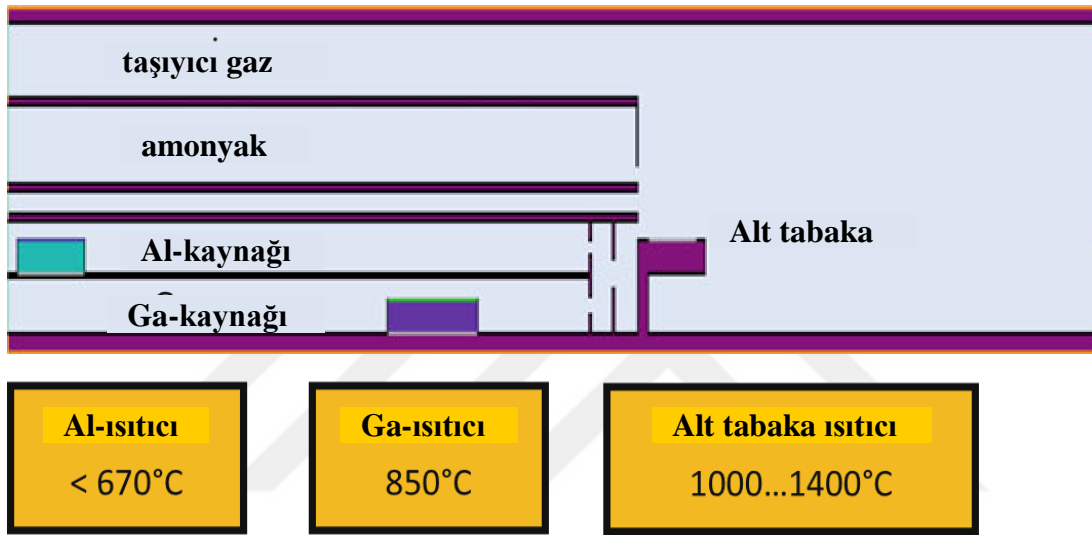 taşıyıcı gaz
amonyak
Al-kaynağı
Alt tabaka
Ga-kaynağı
Al-ısıtıcı
< 670°C
Ga-ısıtıcı
850°C
Alt tabaka ısıtıcı
1000...1400°C